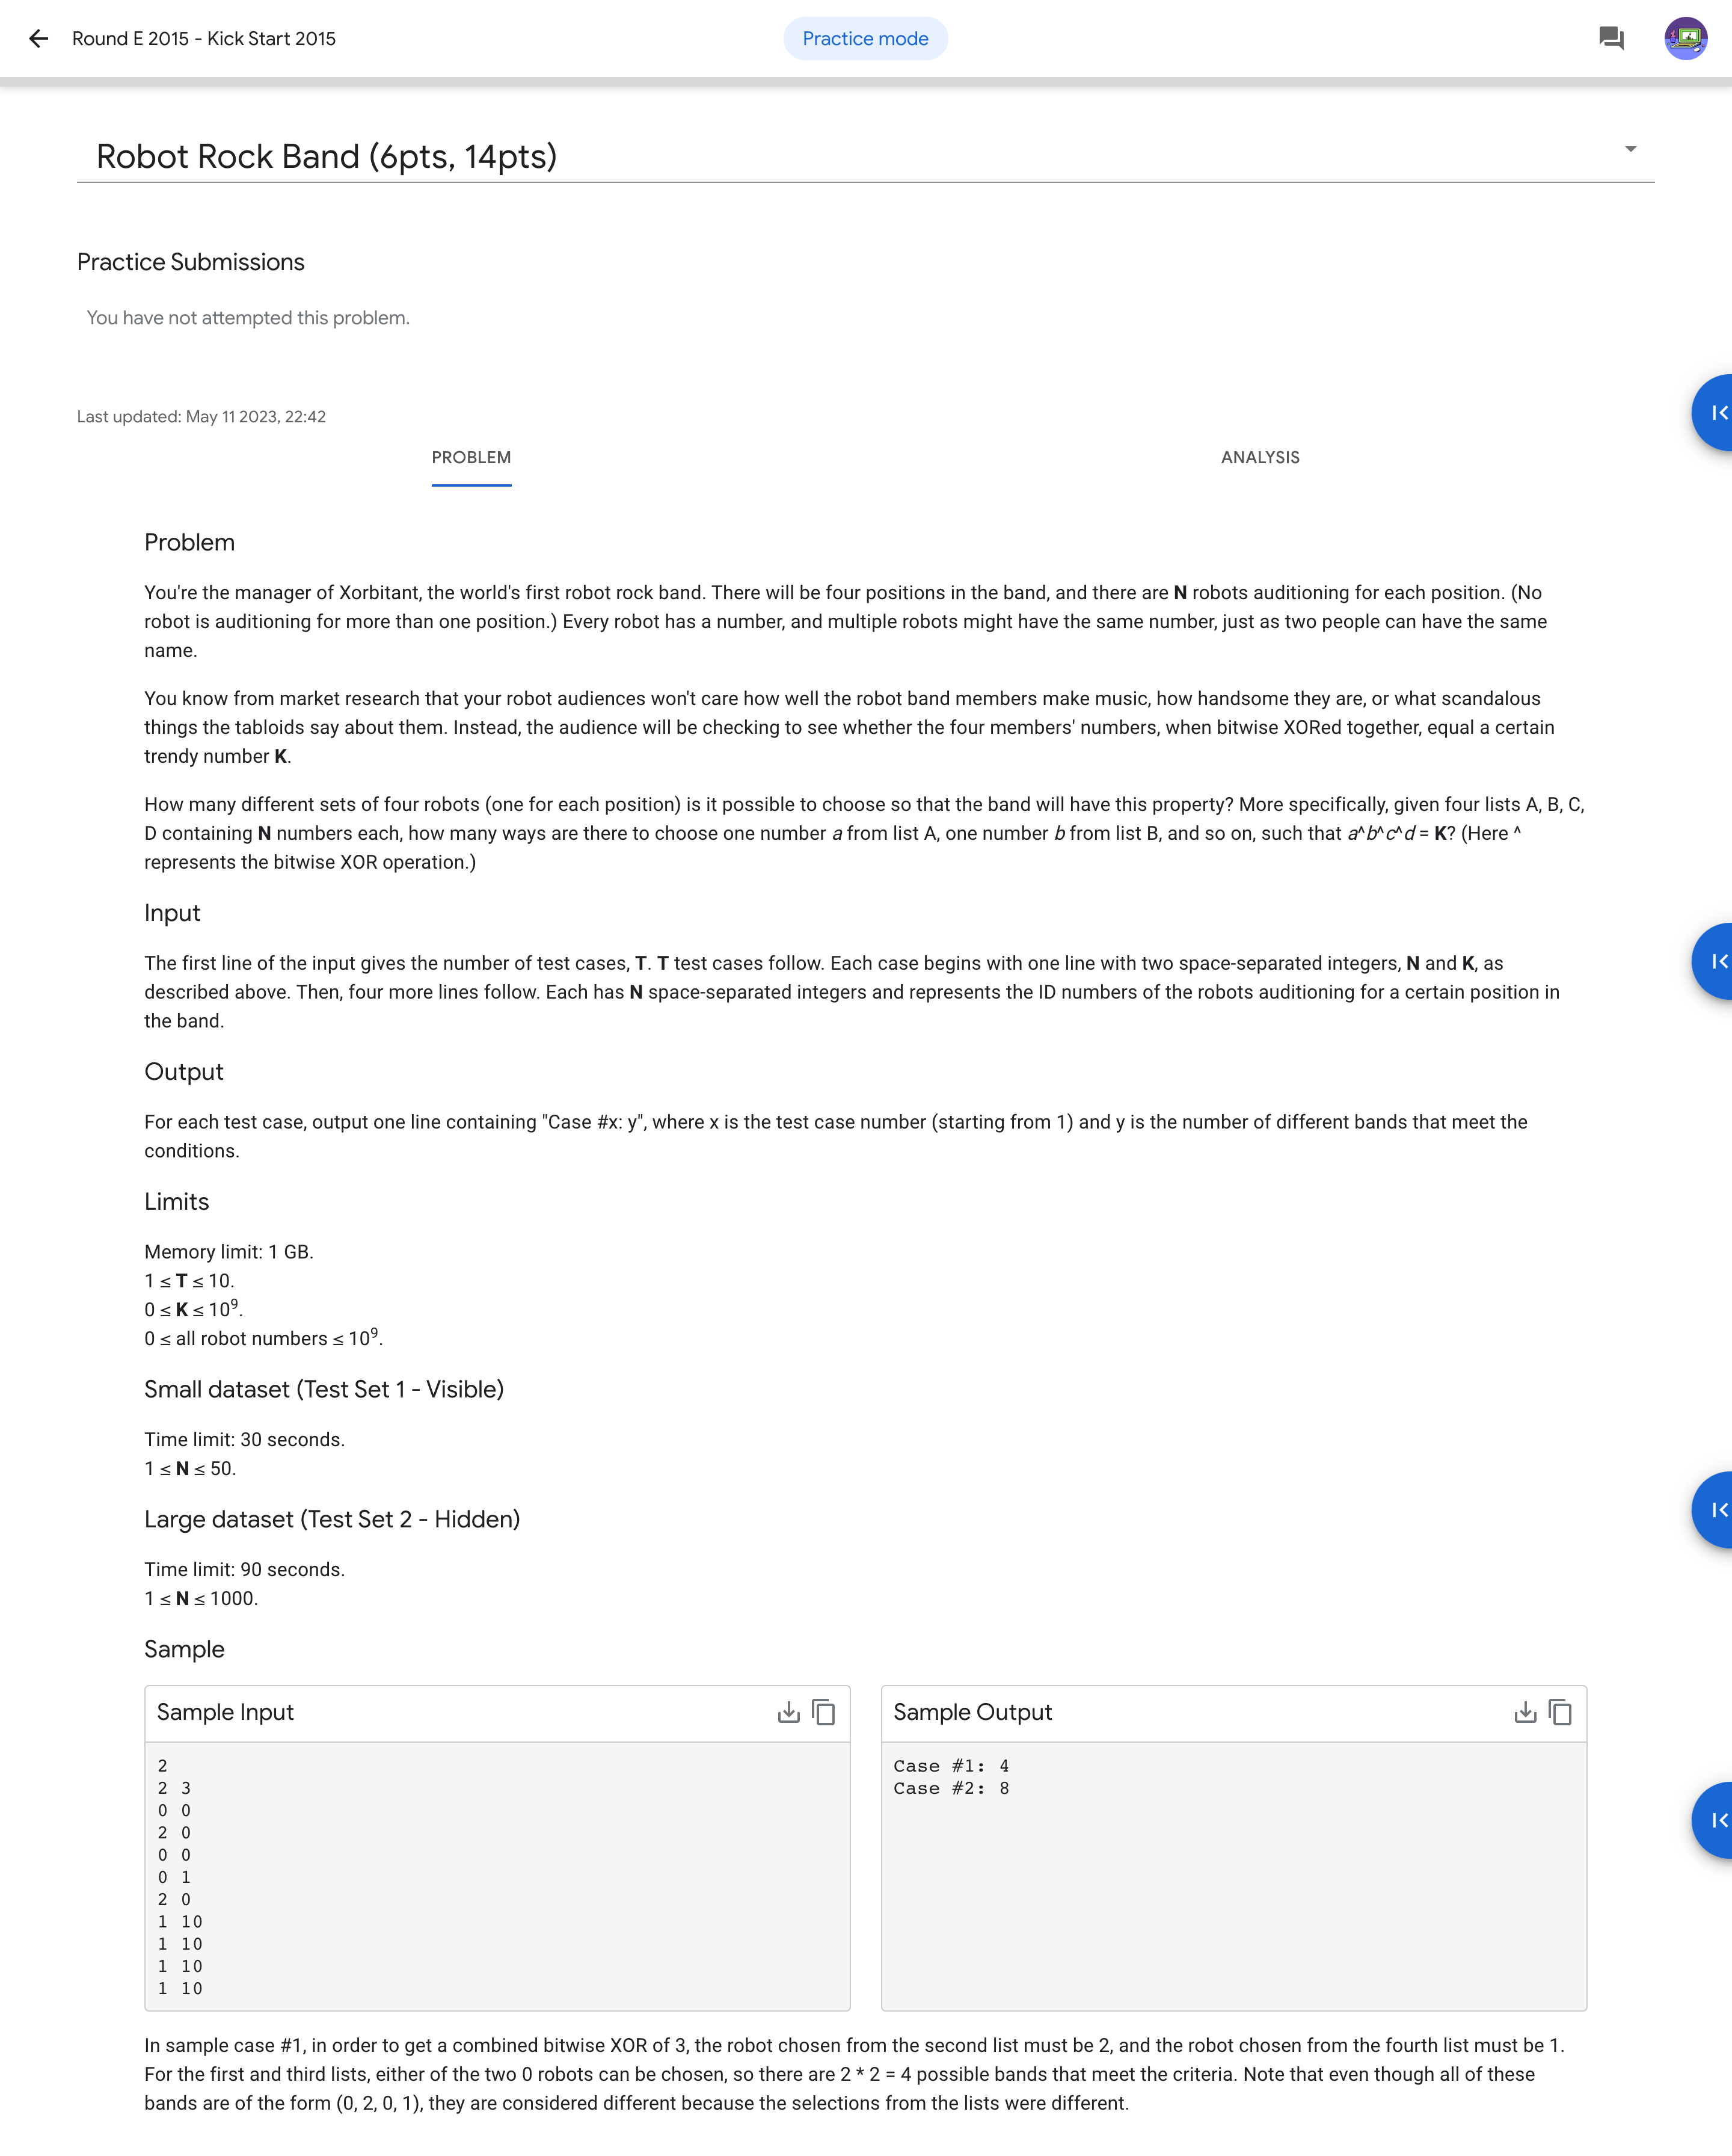 Round E 2015 - Kick Start 2015
Practice mode
Robot Rock Band (6pts, 14pts)
Practice Submissions
You have not attempted this problem.
Last updated: May 11 2023, 22:42
PROBLEM
ANALYSIS
Problem
You're the manager of Xorbitant, the world's first robot rock band. There will be four positions in the band, and there are N robots auditioning for each position. (No
robot is auditioning for more than one position.) Every robot has a number, and multiple robots might have the same number, just as two people can have the same
name.
You know from market research that your robot audiences won't care how well the robot band members make music, how handsome they are, or what scandalous
things the tabloids say about them. Instead, the audience will be checking to see whether the four members' numbers, when bitwise XORed together, equal a certain
trendy number K.
How many different sets of four robots (one for each position) is it possible to choose so that the band will have this property? More specifically, given four lists A, B, C,
D containing N numbers each, how many ways are there to choose one number a from list A, one number b from list B, and so on, such that a^b^c^d = K? (Here ^
represents the bitwise XOR operation.)
Input
The first line of the input gives the number of test cases, T. T test cases follow. Each case begins with one line with two space-separated integers, N and K, as
described above. Then, four more lines follow. Each has N space-separated integers and represents the ID numbers of the robots auditioning for a certain position in
the band.
Output
For each test case, output one line containing "Case #x: y", where x is the test case number (starting from 1) and y is the number of different bands that meet the
conditions.
Limits
Memory limit: 1 GB.
1 ≤ T ≤ 10.
0 ≤ K ≤ 10⁹.
0 ≤ all robot numbers ≤ 10⁹.
Small dataset (Test Set 1 - Visible)
Time limit: 30 seconds.
1 ≤ N ≤ 50.
Large dataset (Test Set 2 - Hidden)
Time limit: 90 seconds.
1 ≤ N ≤ 1000.
Sample
Sample Input
2
2 3
0 0
2 0
0 0
0 1
2 0
1 10
1 10
1 10
1 10
Sample Output
Case #1: 4
Case #2: 8
In sample case #1, in order to get a combined bitwise XOR of 3, the robot chosen from the second list must be 2, and the robot chosen from the fourth list must be 1.
For the first and third lists, either of the two 0 robots can be chosen, so there are 2 * 2 = 4 possible bands that meet the criteria. Note that even though all of these
bands are of the form (0, 2, 0, 1), they are considered different because the selections from the lists were different.